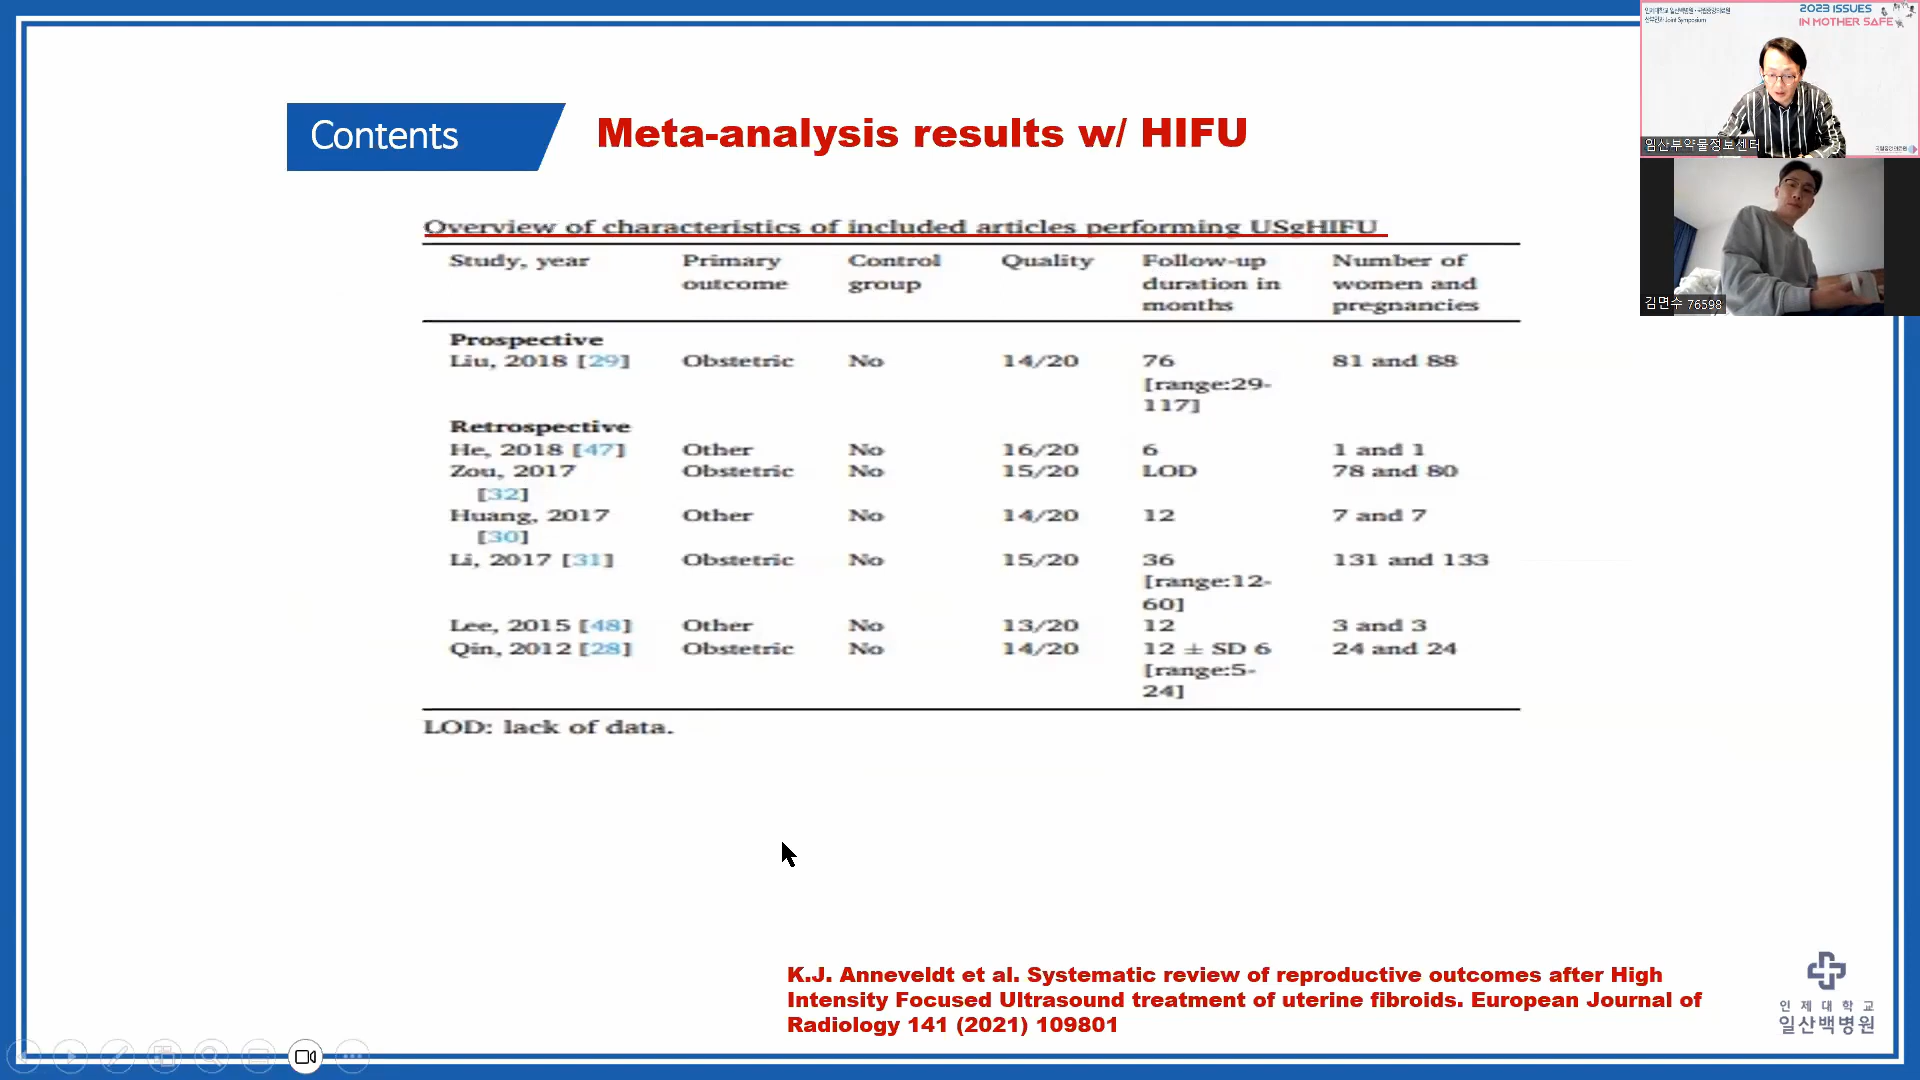 Contents
Meta-analysis results w/ HIFU
Overview of characteristics of included articles performing USgHIFU
Study, year Primary outcome Control group Quality Follow-up duration in months Number of women and pregnancies
Prospective
Liu, 2018 [29] Obstetric No 14/20 76 [range:29-117] 81 and 88
Retrospective
He, 2018 [47] Other No 16/20 6 1 and 1
Zou, 2017 [32] Obstetric No 15/20 LOD 78 and 80
Huang, 2017 [30] Other No 14/20 12 7 and 7
Li, 2017 [31] Obstetric No 15/20 36 [range:12-60] 131 and 133
Lee, 2015 [48] Other No 13/20 12 3 and 3
Qin, 2012 [28] Obstetric No 14/20 12 ± SD 6 [range:5-24] 24 and 24
LOD: lack of data.
K.J. Anneveldt et al. Systematic review of reproductive outcomes after High
Intensity Focused Ultrasound treatment of uterine fibroids. European Journal of
Radiology 141 (2021) 109801
인제대학교
일산백병원
2023 ISSUES
IN MOTHER SAFE
임산부약물정보센터
김면수 76598